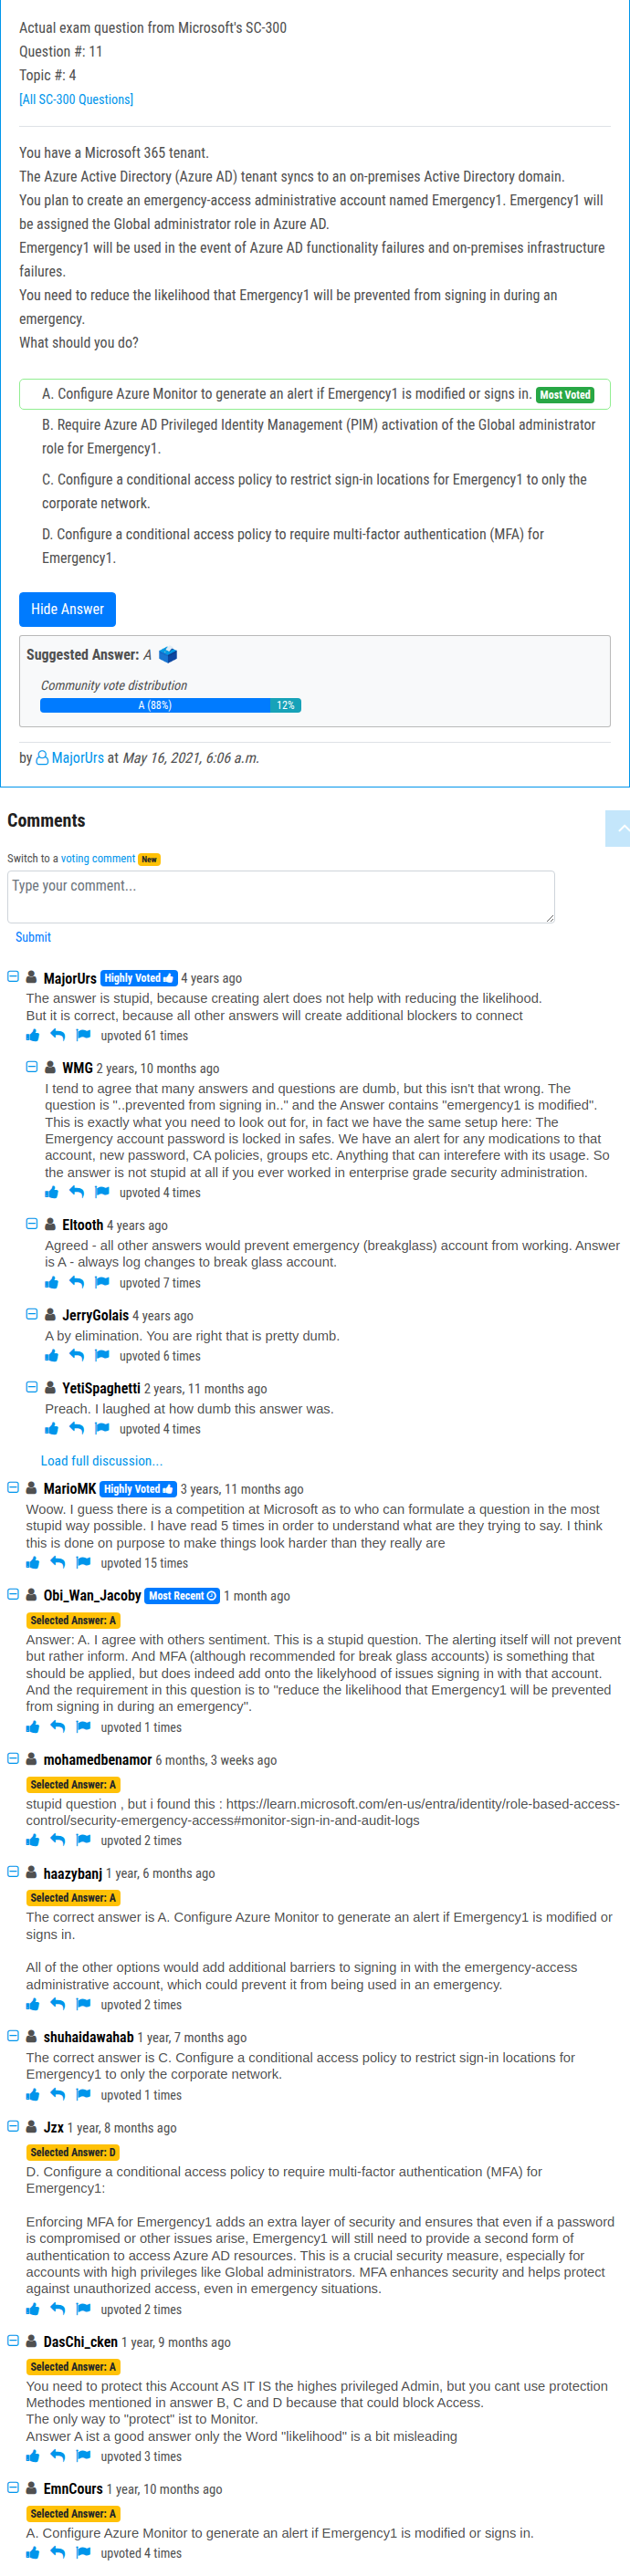 Actual exam question from Microsoft's SC-300
Question #: 11
Topic #: 4
[All SC-300 Questions]
You have a Microsoft 365 tenant.
The Azure Active Directory (Azure AD) tenant syncs to an on-premises Active Directory domain.
You plan to create an emergency-access administrative account named Emergency1. Emergency1 will
be assigned the Global administrator role in Azure AD.
Emergency1 will be used in the event of Azure AD functionality failures and on-premises infrastructure
failures.
You need to reduce the likelihood that Emergency1 will be prevented from signing in during an
emergency.
What should you do?
A. Configure Azure Monitor to generate an alert if Emergency1 is modified or signs in. Most Voted
B. Require Azure AD Privileged Identity Management (PIM) activation of the Global administrator
role for Emergency1.
C. Configure a conditional access policy to restrict sign-in locations for Emergency1 to only the
corporate network.
D. Configure a conditional access policy to require multi-factor authentication (MFA) for
Emergency1.
Hide Answer
Suggested Answer: A
Community vote distribution
A (88%) 12%
by MajorUrs at May 16, 2021, 6:06 a.m.
Comments
Switch to a voting comment New
Type your comment...
Submit
MajorUrs Highly Voted 4 years ago
The answer is stupid, because creating alert does not help with reducing the likelihood.
But it is correct, because all other answers will create additional blockers to connect
upvoted 61 times
WMG 2 years, 10 months ago
I tend to agree that many answers and questions are dumb, but this isn't that wrong. The
question is "..prevented from signing in.." and the Answer contains "emergency1 is modified".
This is exactly what you need to look out for, in fact we have the same setup here: The
Emergency account password is locked in safes. We have an alert for any modications to that
account, new password, CA policies, groups etc. Anything that can interefere with its usage. So
the answer is not stupid at all if you ever worked in enterprise grade security administration.
upvoted 4 times
Eltooth 4 years ago
Agreed - all other answers would prevent emergency (breakglass) account from working. Answer
is A - always log changes to break glass account.
upvoted 7 times
JerryGolais 4 years ago
A by elimination. You are right that is pretty dumb.
upvoted 6 times
YetiSpaghetti 2 years, 11 months ago
Preach. I laughed at how dumb this answer was.
upvoted 4 times
Load full discussion...
MarioMK Highly Voted 3 years, 11 months ago
Woow. I guess there is a competition at Microsoft as to who can formulate a question in the most
stupid way possible. I have read 5 times in order to understand what are they trying to say. I think
this is done on purpose to make things look harder than they really are
upvoted 15 times
Obi_Wan_Jacoby Most Recent 1 month ago
Selected Answer: A
Answer: A. I agree with others sentiment. This is a stupid question. The alerting itself will not prevent
but rather inform. And MFA (although recommended for break glass accounts) is something that
should be applied, but does indeed add onto the likelyhood of issues signing in with that account.
And the requirement in this question is to "reduce the likelihood that Emergency1 will be prevented
from signing in during an emergency".
upvoted 1 times
mohamedbenamor 6 months, 3 weeks ago
Selected Answer: A
stupid question , but i found this : https://learn.microsoft.com/en-us/entra/identity/role-based-access-
control/security-emergency-access#monitor-sign-in-and-audit-logs
upvoted 2 times
haazybanj 1 year, 6 months ago
Selected Answer: A
The correct answer is A. Configure Azure Monitor to generate an alert if Emergency1 is modified or
signs in.
All of the other options would add additional barriers to signing in with the emergency-access
administrative account, which could prevent it from being used in an emergency.
upvoted 2 times
shuhaidawahab 1 year, 7 months ago
The correct answer is C. Configure a conditional access policy to restrict sign-in locations for
Emergency1 to only the corporate network.
upvoted 1 times
Jzx 1 year, 8 months ago
Selected Answer: D
D. Configure a conditional access policy to require multi-factor authentication (MFA) for
Emergency1:
Enforcing MFA for Emergency1 adds an extra layer of security and ensures that even if a password
is compromised or other issues arise, Emergency1 will still need to provide a second form of
authentication to access Azure AD resources. This is a crucial security measure, especially for
accounts with high privileges like Global administrators. MFA enhances security and helps protect
against unauthorized access, even in emergency situations.
upvoted 2 times
DasChi_cken 1 year, 9 months ago
Selected Answer: A
You need to protect this Account AS IT IS the highes privileged Admin, but you cant use protection
Methodes mentioned in answer B, C and D because that could block Access.
The only way to "protect" ist to Monitor.
Answer A ist a good answer only the Word "likelihood" is a bit misleading
upvoted 3 times
EmnCours 1 year, 10 months ago
Selected Answer: A
A. Configure Azure Monitor to generate an alert if Emergency1 is modified or signs in.
upvoted 4 times